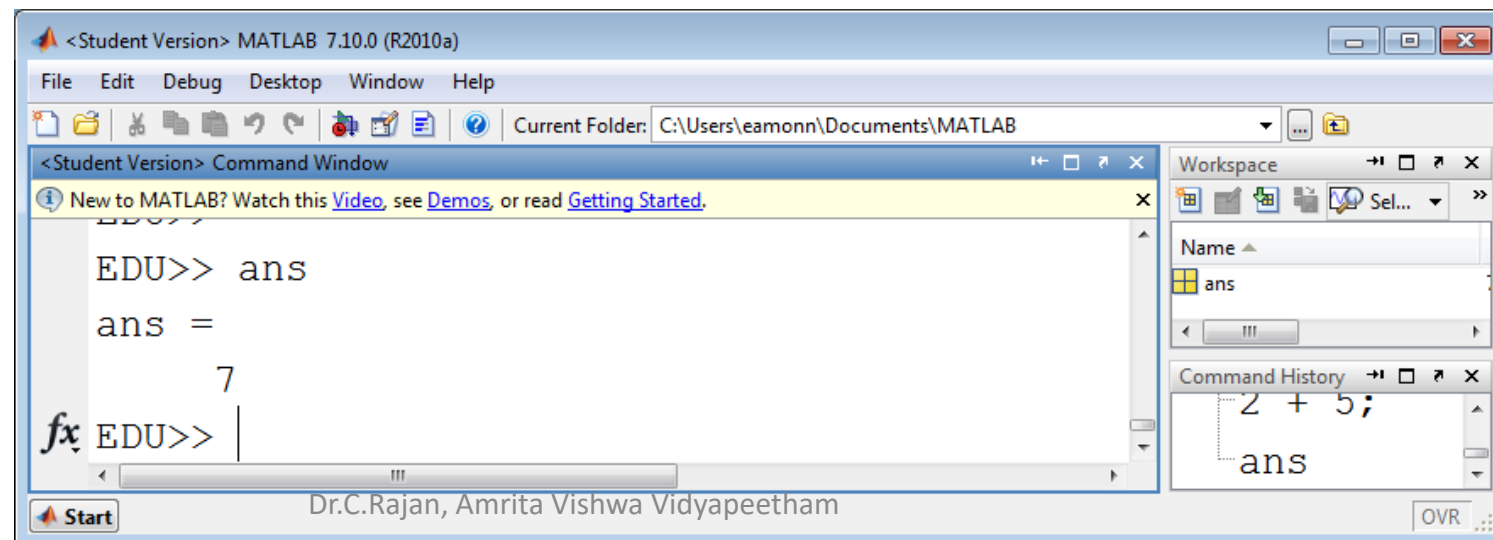 <Student Version> MATLAB 7.10.0 (R2010a)
File Edit Debug Desktop Window Help
Current Folder: C:\Users\eamonn\Documents\MATLAB
<Student Version> Command Window
New to MATLAB? Watch this Video, see Demos, or read Getting Started.
EDU>>
EDU>> ans
ans =
7
fx EDU>>
Workspace
Sel...
Name
ans
Command History
2 + 5;
ans
Start
Dr.C.Rajan, Amrita Vishwa Vidyapeetham
OVR